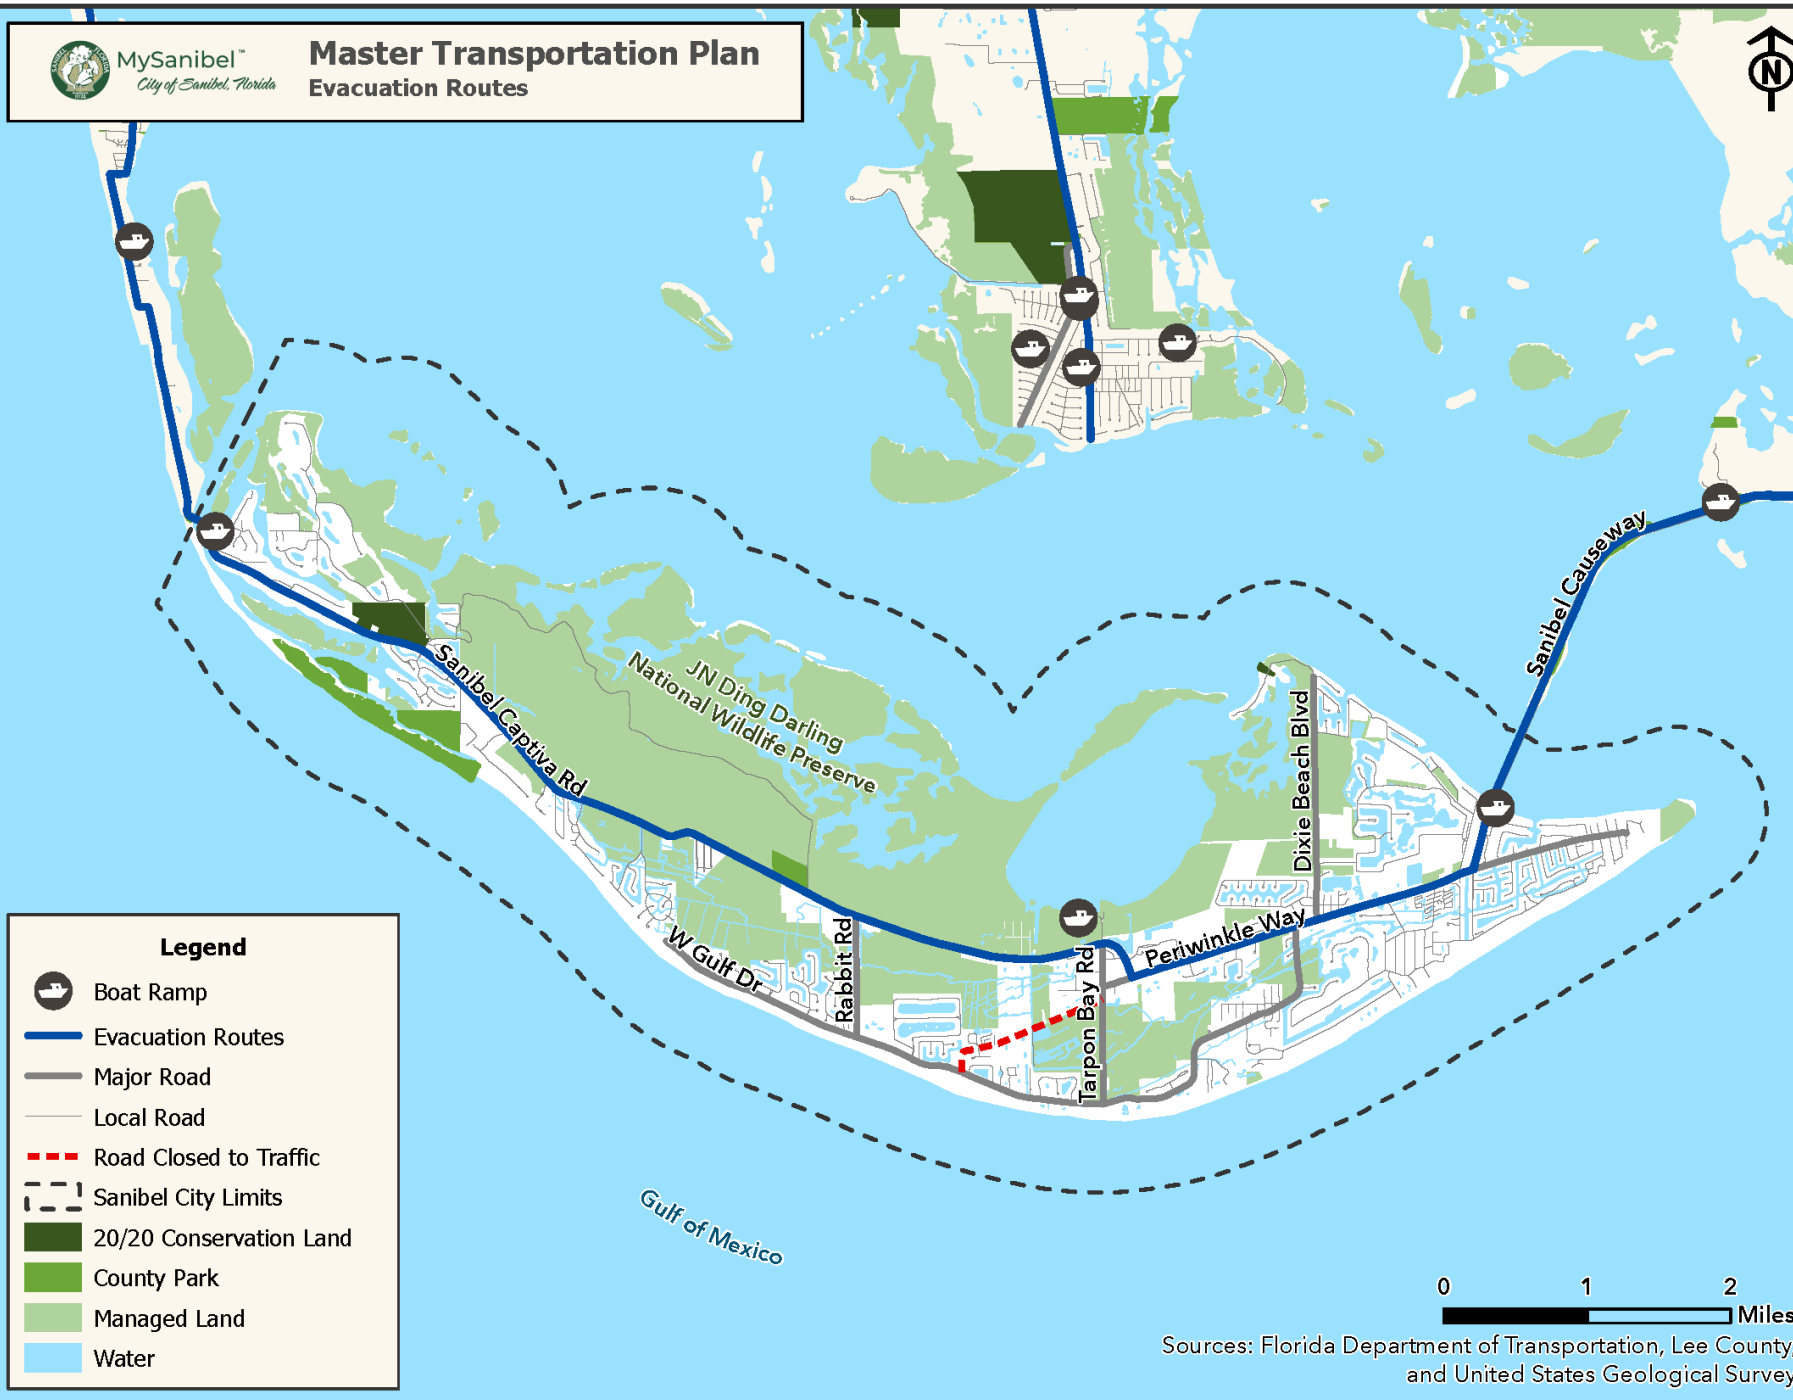 MySanibel™
City of Sanibel, Florida
Master Transportation Plan
Evacuation Routes
N
Sanibel Causeway
JN Ding Darling
National Wildlife Preserve
Sanibel Captiva Rd
Dixie Beach Blvd
Periwinkle Way
Rabbit Rd
W Gulf Dr
Tarpon Bay Rd
Gulf of Mexico
Legend
Boat Ramp
Evacuation Routes
Major Road
Local Road
Road Closed to Traffic
Sanibel City Limits
20/20 Conservation Land
County Park
Managed Land
Water
0 1 2
Miles
Sources: Florida Department of Transportation, Lee County,
and United States Geological Survey